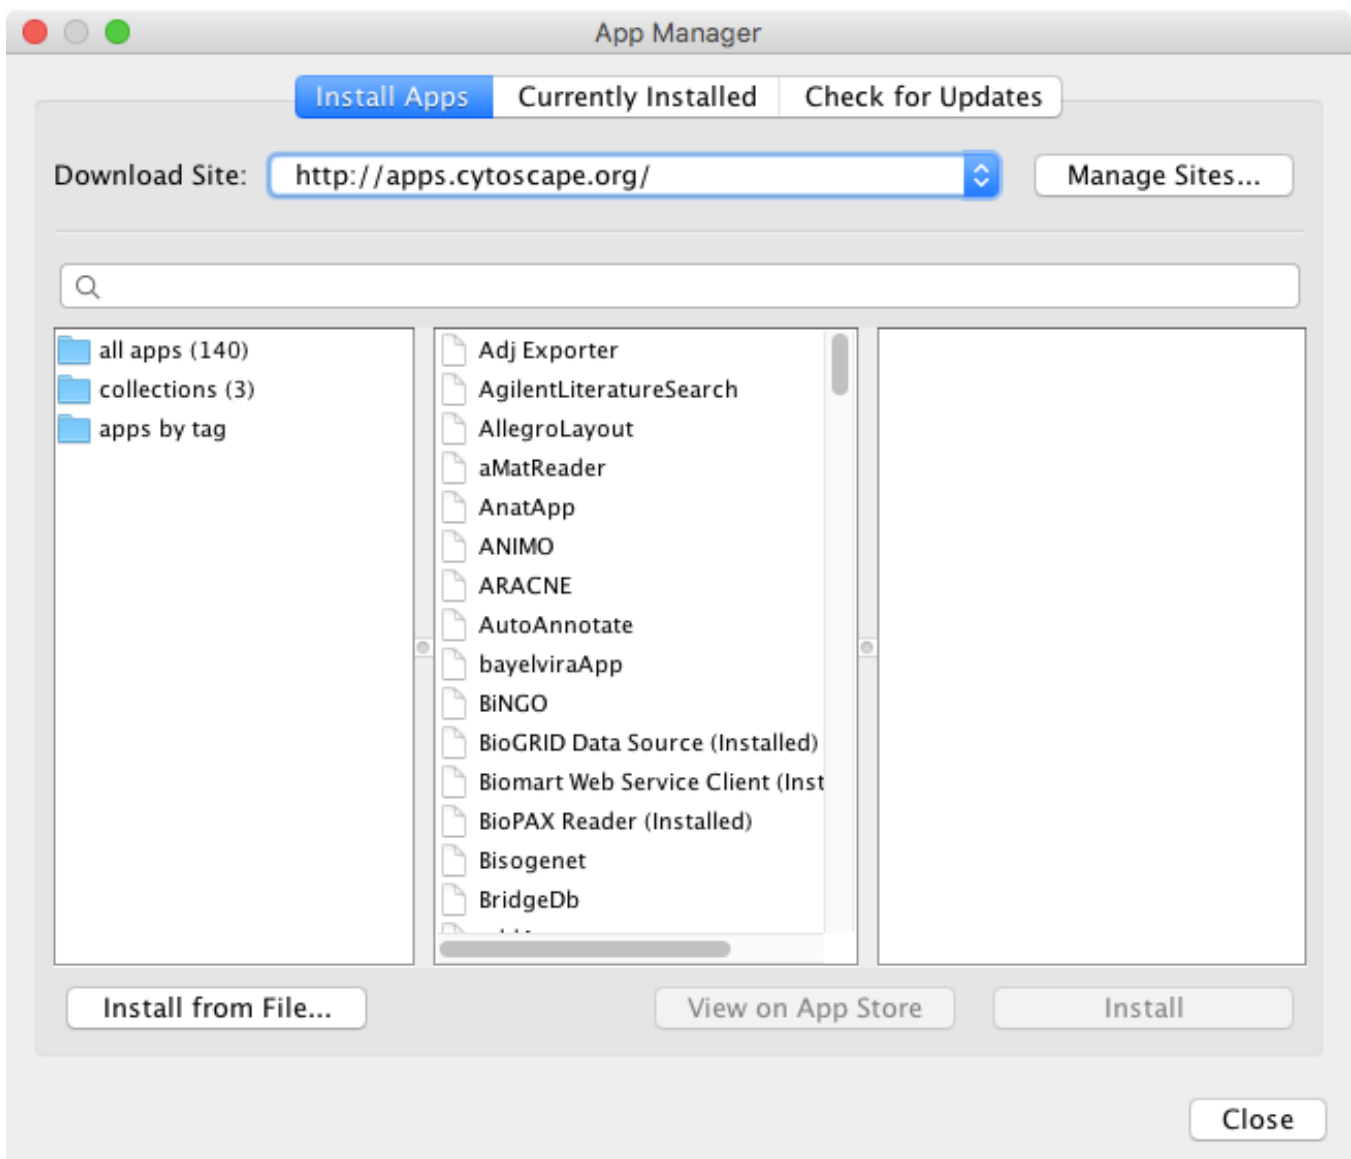 App Manager
Install Apps Currently Installed Check for Updates
Download Site: http://apps.cytoscape.org/ Manage Sites...
all apps (140)
collections (3)
apps by tag
Adj Exporter
AgilentLiteratureSearch
AllegroLayout
aMatReader
AnatApp
ANIMO
ARACNE
AutoAnnotate
bayelviraApp
BiNGO
BioGRID Data Source (Installed)
Biomart Web Service Client (Inst
BioPAX Reader (Installed)
Bisogenet
BridgeDb
Install from File... View on App Store Install
Close